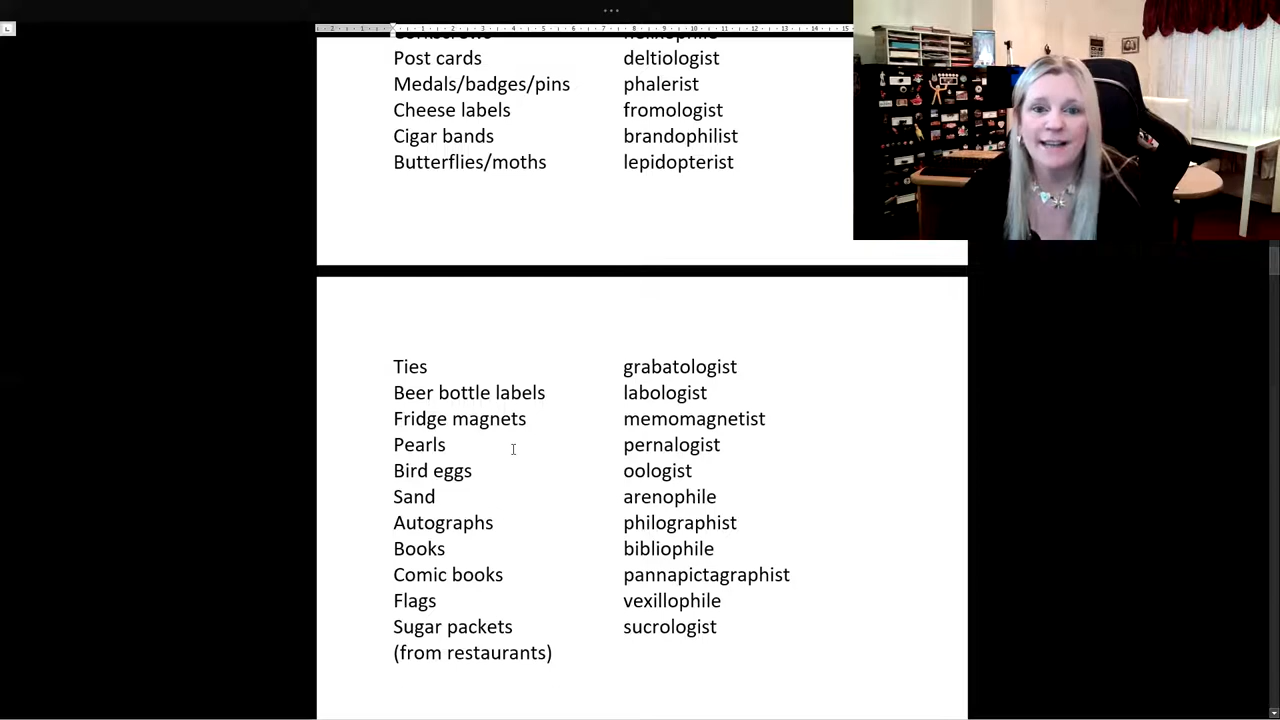 Post cards deltiologist
Medals/badges/pins phalerist
Cheese labels fromologist
Cigar bands brandophilist
Butterflies/moths lepidopterist
Ties grabatologist
Beer bottle labels labologist
Fridge magnets memomagnetist
Pearls pernalogist
Bird eggs oologist
Sand arenophile
Autographs philographist
Books bibliophile
Comic books pannapictagraphist
Flags vexillophile
Sugar packets sucrologist
(from restaurants)